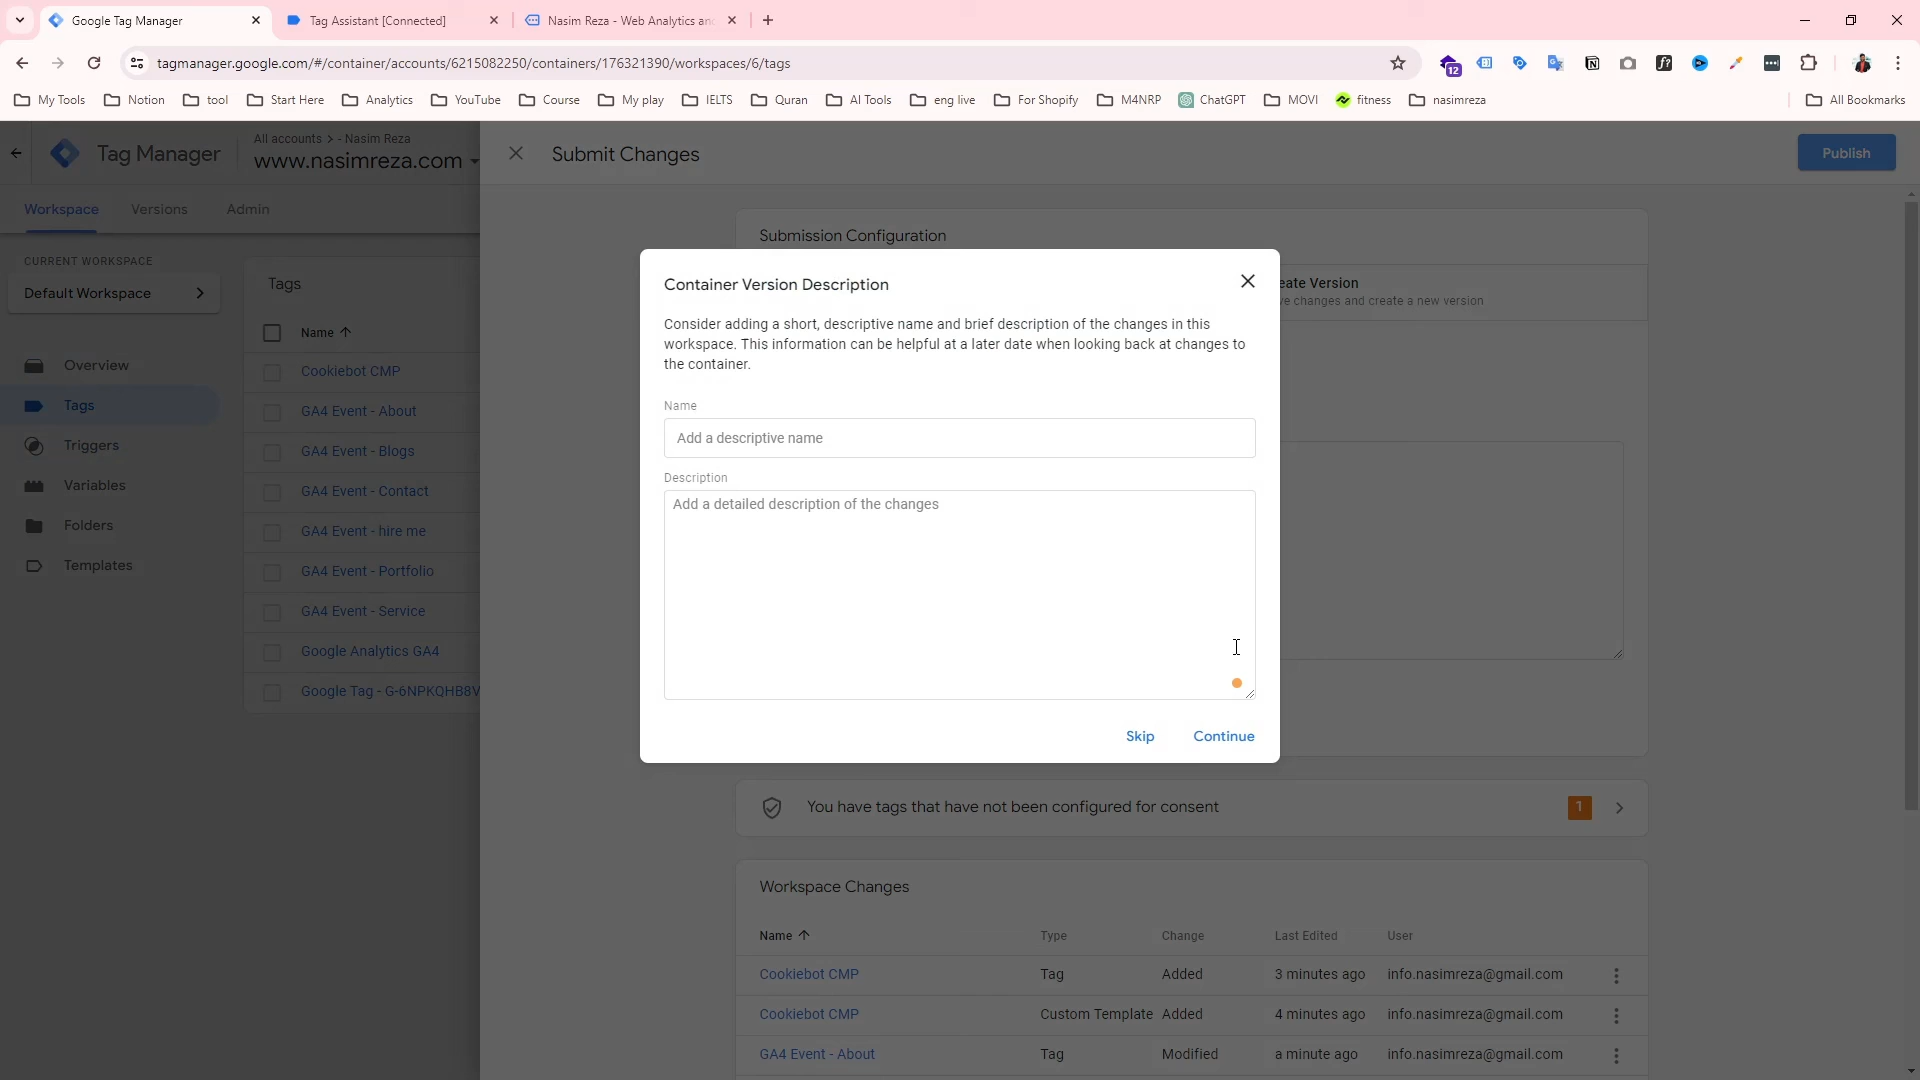 Google Tag Manager
Tag Assistant [Connected]
Nasim Reza - Web Analytics an
tagmanager.google.com/#/container/accounts/6215082250/containers/176321390/workspaces/6/tags
12
My Tools
Notion
tool
Start Here
Analytics
YouTube
Course
My play
IELTS
Quran
AI Tools
eng live
For Shopify
M4NRP
ChatGPT
MOVI
fitness
nasimreza
All Bookmarks
Tag Manager
All accounts > - Nasim Reza
www.nasimreza.com
Submit Changes
Publish
Workspace
Versions
Admin
CURRENT WORKSPACE
Default Workspace
Overview
Tags
Triggers
Variables
Folders
Templates
Tags
Name
Cookiebot CMP
GA4 Event - About
GA4 Event - Blogs
GA4 Event - Contact
GA4 Event - hire me
GA4 Event - Portfolio
GA4 Event - Service
Google Analytics GA4
Google Tag - G-6NPKQHB8V
Submission Configuration
eate Version
ve changes and create a new version
Container Version Description
Consider adding a short, descriptive name and brief description of the changes in this
workspace. This information can be helpful at a later date when looking back at changes to
the container.
Name
Add a descriptive name
Description
Add a detailed description of the changes
Skip
Continue
You have tags that have not been configured for consent
1
Workspace Changes
Name Type Change Last Edited User
Cookiebot CMP Tag Added 3 minutes ago info.nasimreza@gmail.com
Cookiebot CMP Custom Template Added 4 minutes ago info.nasimreza@gmail.com
GA4 Event - About Tag Modified a minute ago info.nasimreza@gmail.com